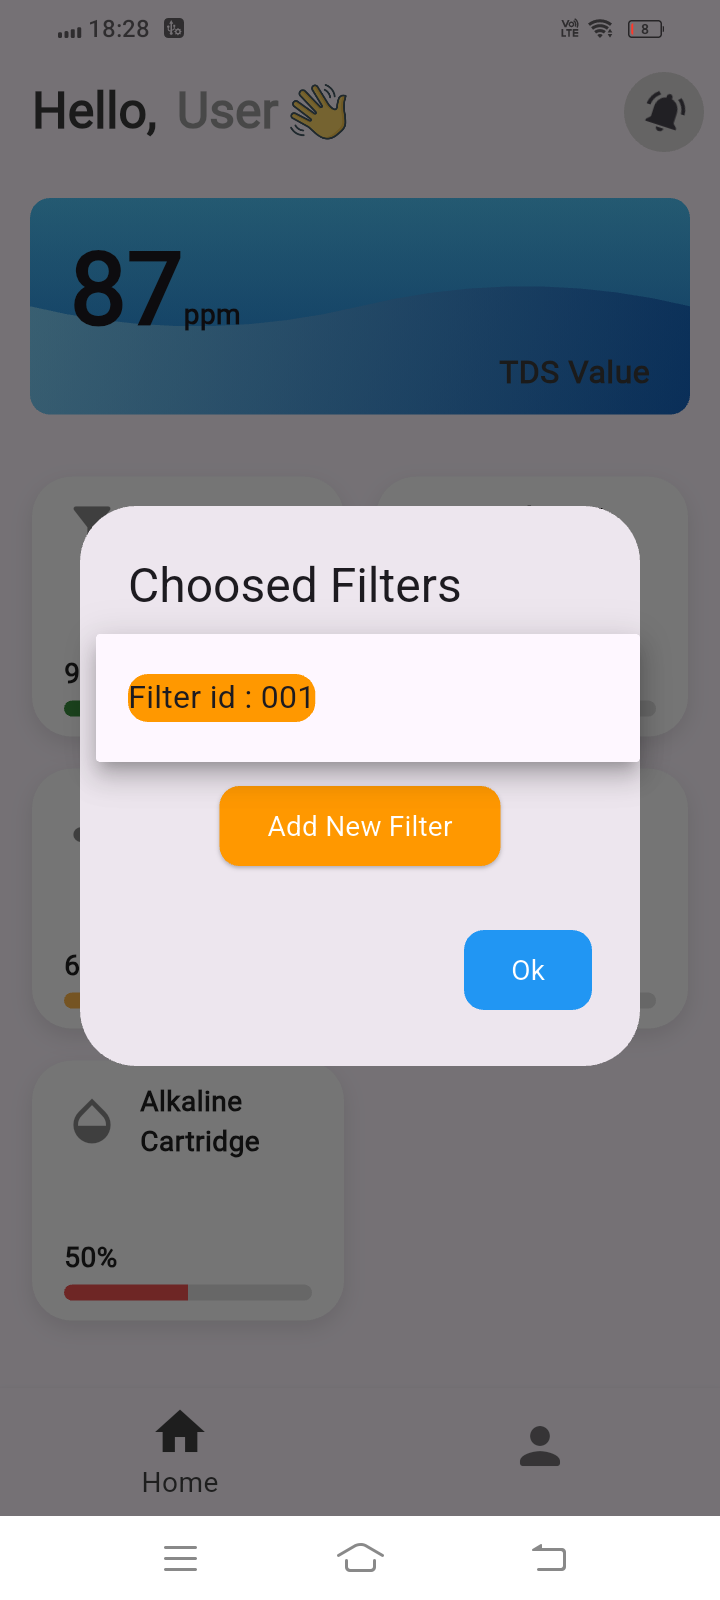 18:28
Vo) LTE
8
Hello, User
87 ppm
TDS Value
Choosed Filters
9
Filter id : 001
Add New Filter
6
Ok
Alkaline
Cartridge
50%
Home